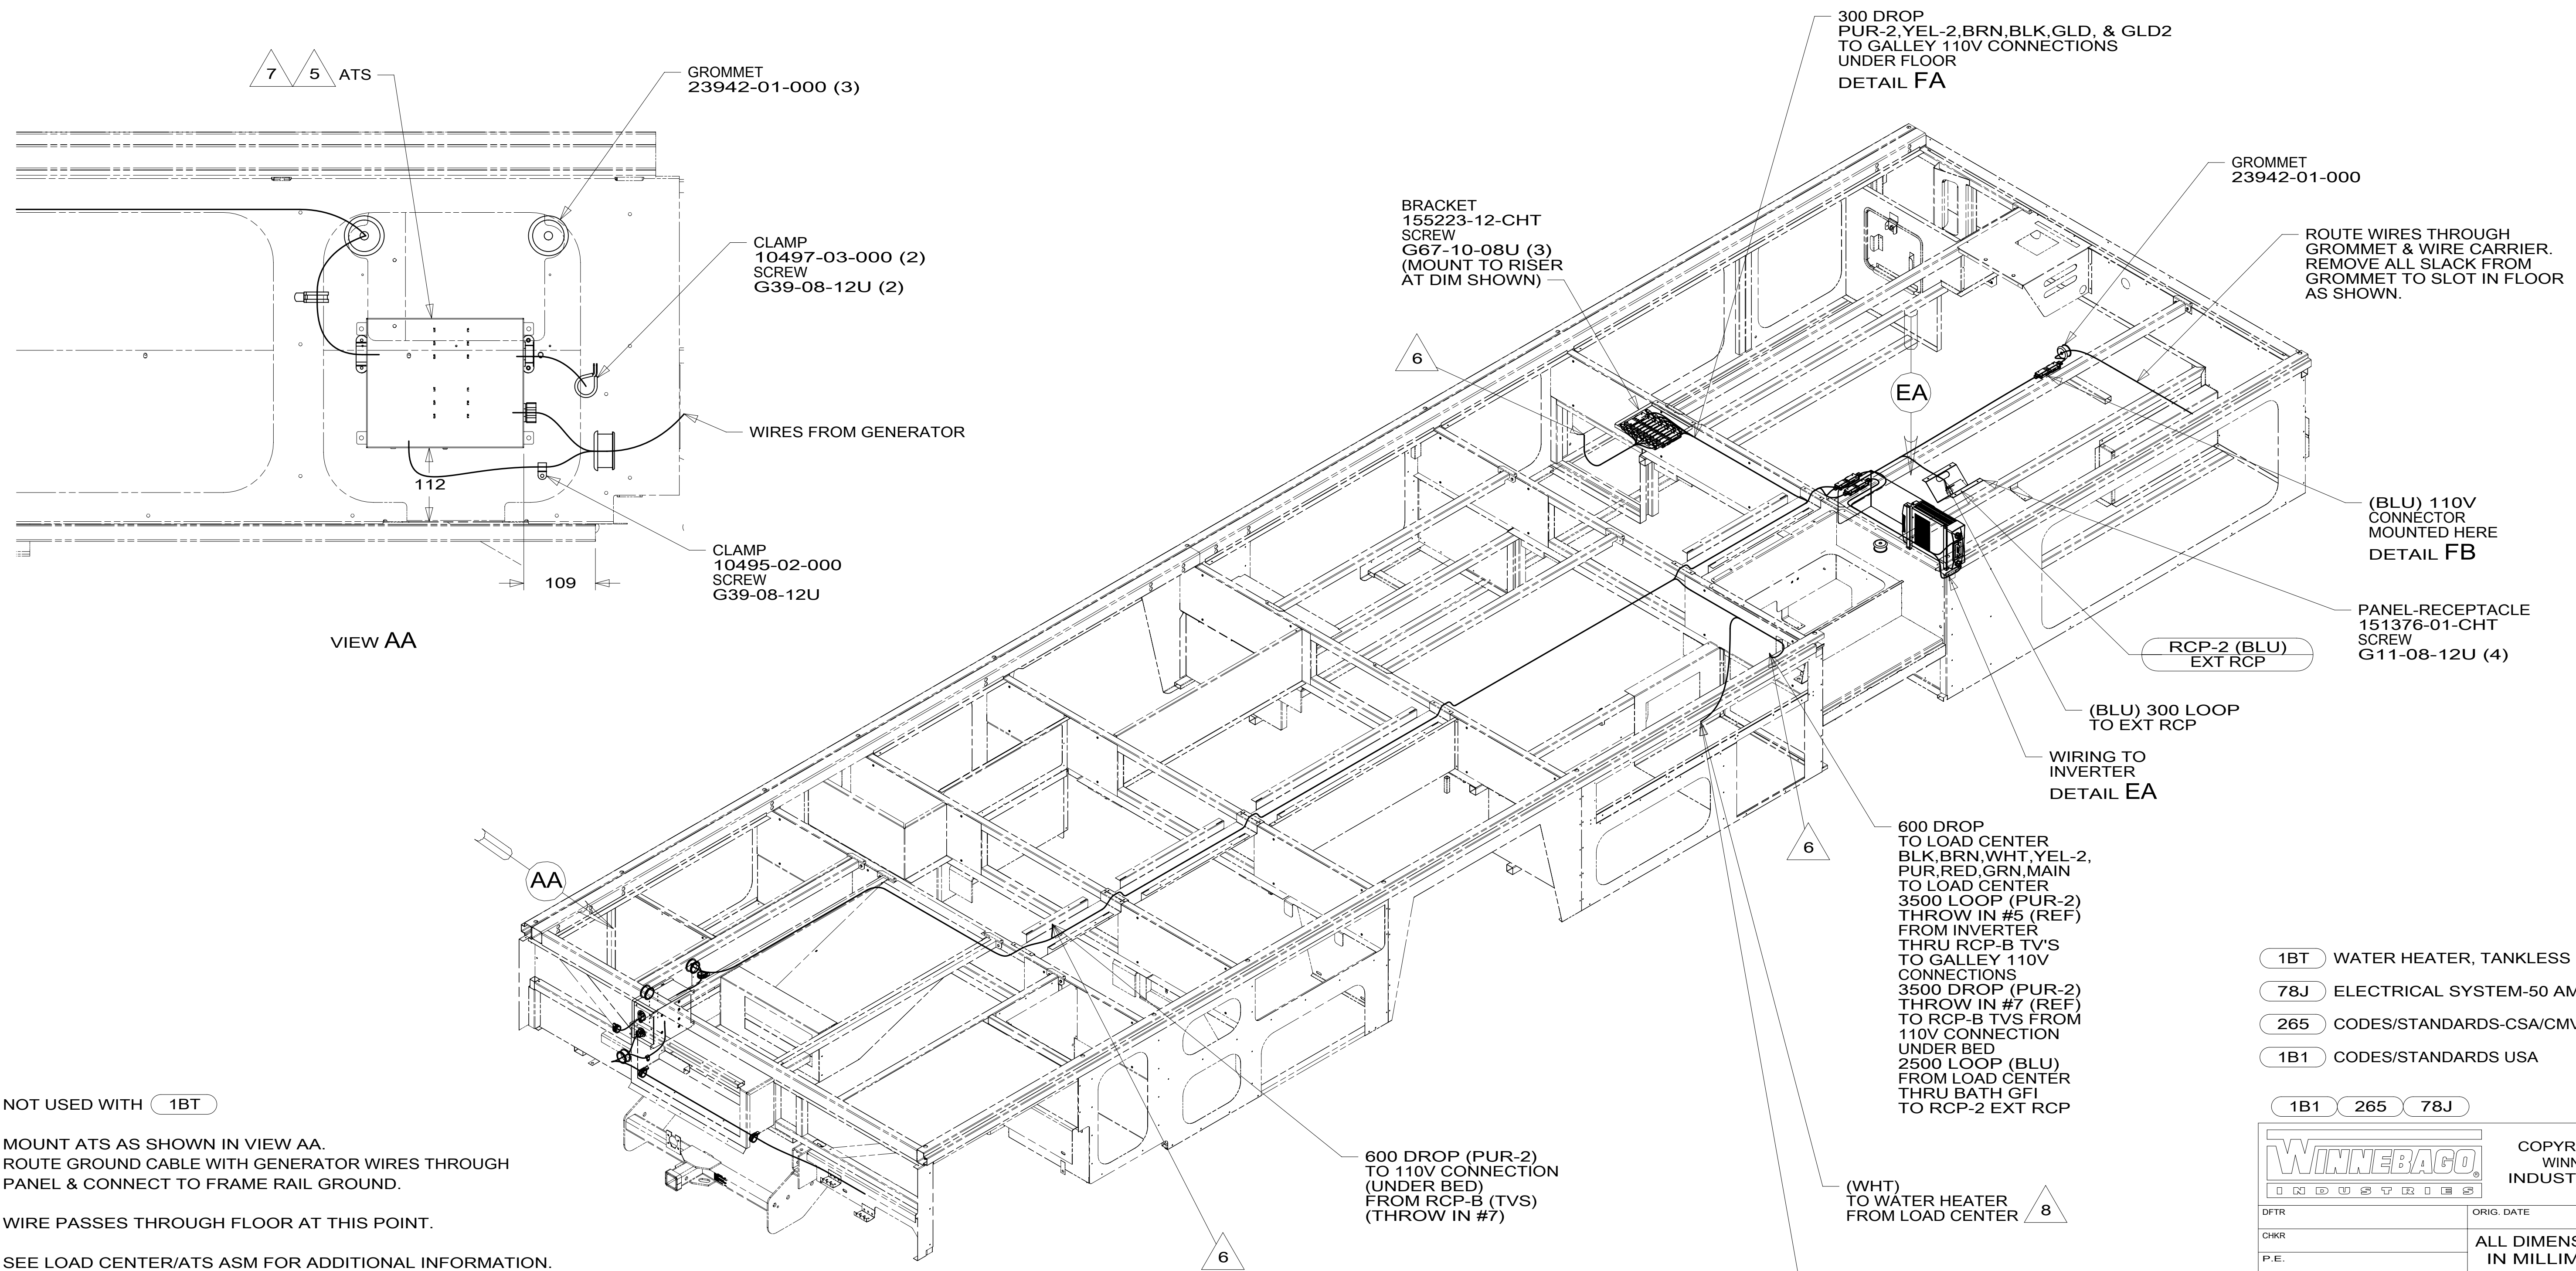 7 5 ATS
GROMMET
23942-01-000 (3)
CLAMP
10497-03-000 (2)
SCREW
G39-08-12U (2)
WIRES FROM GENERATOR
112
CLAMP
10495-02-000
SCREW
G39-08-12U
109
VIEW AA
300 DROP
PUR-2,YEL-2,BRN,BLK,GLD, & GLD2
TO GALLEY 110V CONNECTIONS
UNDER FLOOR
DETAIL FA
GROMMET
23942-01-000
BRACKET
155223-12-CHT
SCREW
G67-10-08U (3)
(MOUNT TO RISER
AT DIM SHOWN)
ROUTE WIRES THROUGH
GROMMET & WIRE CARRIER.
REMOVE ALL SLACK FROM
GROMMET TO SLOT IN FLOOR
AS SHOWN.
6
EA
(BLU) 110V
CONNECTOR
MOUNTED HERE
DETAIL FB
PANEL-RECEPTACLE
151376-01-CHT
SCREW
G11-08-12U (4)
RCP-2 (BLU)
EXT RCP
(BLU) 300 LOOP
TO EXT RCP
WIRING TO
INVERTER
DETAIL EA
6
600 DROP
TO LOAD CENTER
BLK,BRN,WHT,YEL-2,
PUR,RED,GRN,MAIN
TO LOAD CENTER
3500 LOOP (PUR-2)
THROW IN #5 (REF)
FROM INVERTER
THRU RCP-B TV'S
TO GALLEY 110V
CONNECTIONS
3500 DROP (PUR-2)
THROW IN #7 (REF)
TO RCP-B TVS FROM
110V CONNECTION
UNDER BED
2500 LOOP (BLU)
FROM LOAD CENTER
THRU BATH GFI
TO RCP-2 EXT RCP
AA
600 DROP (PUR-2)
TO 110V CONNECTION
(UNDER BED)
FROM RCP-B (TVS)
(THROW IN #7)
6
(WHT)
TO WATER HEATER
FROM LOAD CENTER 8
NOT USED WITH 1BT
MOUNT ATS AS SHOWN IN VIEW AA.
ROUTE GROUND CABLE WITH GENERATOR WIRES THROUGH
PANEL & CONNECT TO FRAME RAIL GROUND.
WIRE PASSES THROUGH FLOOR AT THIS POINT.
SEE LOAD CENTER/ATS ASM FOR ADDITIONAL INFORMATION.
1BT WATER HEATER, TANKLESS
78J ELECTRICAL SYSTEM-50 AM
265 CODES/STANDARDS-CSA/CMV
1B1 CODES/STANDARDS USA
1B1 265 78J
WINNEBAGO ®
INDUSTRIES
COPYR
WINN
INDUST
DFTR
ORIG. DATE
CHKR
P.E.
ALL DIMENS
IN MILLIM